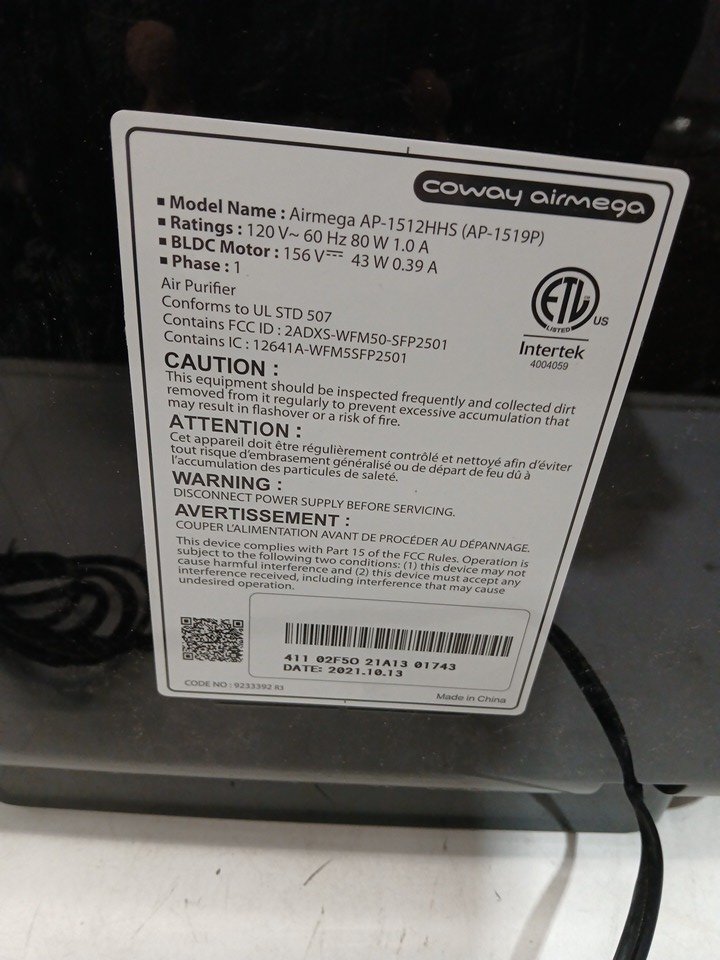 coway airmega
▪ Model Name : Airmega AP-1512HHS (AP-1519P)
▪ Ratings : 120 V~ 60 Hz 80 W 1.0 A
▪ BLDC Motor : 156 V⎓ 43 W 0.39 A
▪ Phase : 1
Air Purifier
Conforms to UL STD 507
Contains FCC ID : 2ADXS-WFM50-SFP2501
Contains IC : 12641A-WFM5SFP2501
ETL
LISTED
US
Intertek
4004059
CAUTION :
This equipment should be inspected frequently and collected dirt
removed from it regularly to prevent excessive accumulation that
may result in flashover or a risk of fire.
ATTENTION :
Cet appareil doit être régulièrement contrôlé et nettoyé afin d'éviter
tout risque d'embrasement généralisé ou de départ de feu dû à
l'accumulation des particules de saleté.
WARNING :
DISCONNECT POWER SUPPLY BEFORE SERVICING.
AVERTISSEMENT :
COUPER L'ALIMENTATION AVANT DE PROCÉDER AU DÉPANNAGE.
This device complies with Part 15 of the FCC Rules. Operation is
subject to the following two conditions: (1) this device may not
cause harmful interference and (2) this device must accept any
interference received, including interference that may cause
undesired operation.
411 02F5O 21A13 01743
DATE: 2021.10.13
CODE NO : 9233392 R3
Made in China